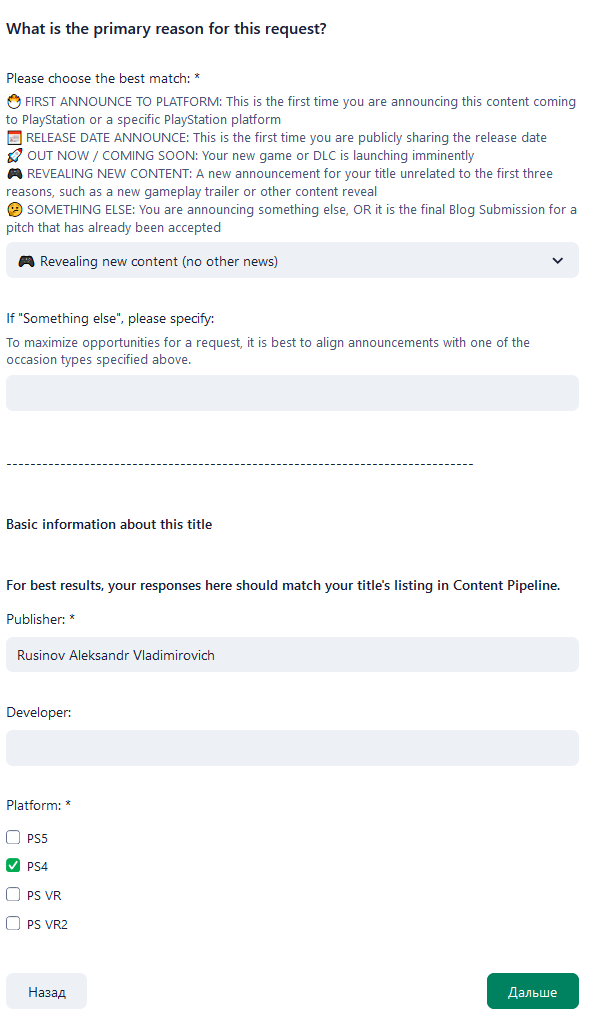 What is the primary reason for this request?
Please choose the best match: *
🐣 FIRST ANNOUNCE TO PLATFORM: This is the first time you are announcing this content coming
to PlayStation or a specific PlayStation platform
📅 RELEASE DATE ANNOUNCE: This is the first time you are publicly sharing the release date
🚀 OUT NOW / COMING SOON: Your new game or DLC is launching imminently
🎮 REVEALING NEW CONTENT: A new announcement for your title unrelated to the first three
reasons, such as a new gameplay trailer or other content reveal
🤔 SOMETHING ELSE: You are announcing something else, OR it is the final Blog Submission for a
pitch that has already been accepted
🎮 Revealing new content (no other news)
If "Something else", please specify:
To maximize opportunities for a request, it is best to align announcements with one of the
occasion types specified above.
------------------------------------------------------------------------------
Basic information about this title
For best results, your responses here should match your title's listing in Content Pipeline.
Publisher: *
Rusinov Aleksandr Vladimirovich
Developer:
Platform: *
PS5
PS4
PS VR
PS VR2
Назад
Дальше